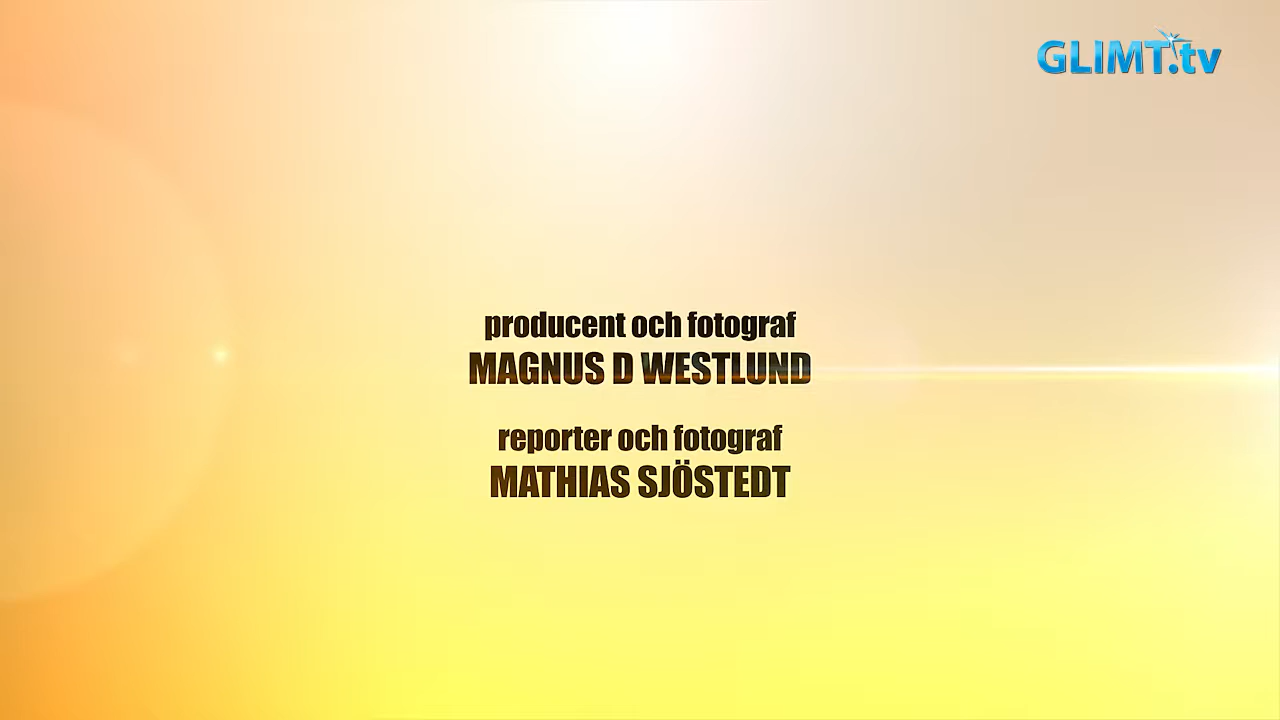 GLIMT.tv
producent och fotograf
MAGNUS D WESTLUND
reporter och fotograf
MATHIAS SJÖSTEDT